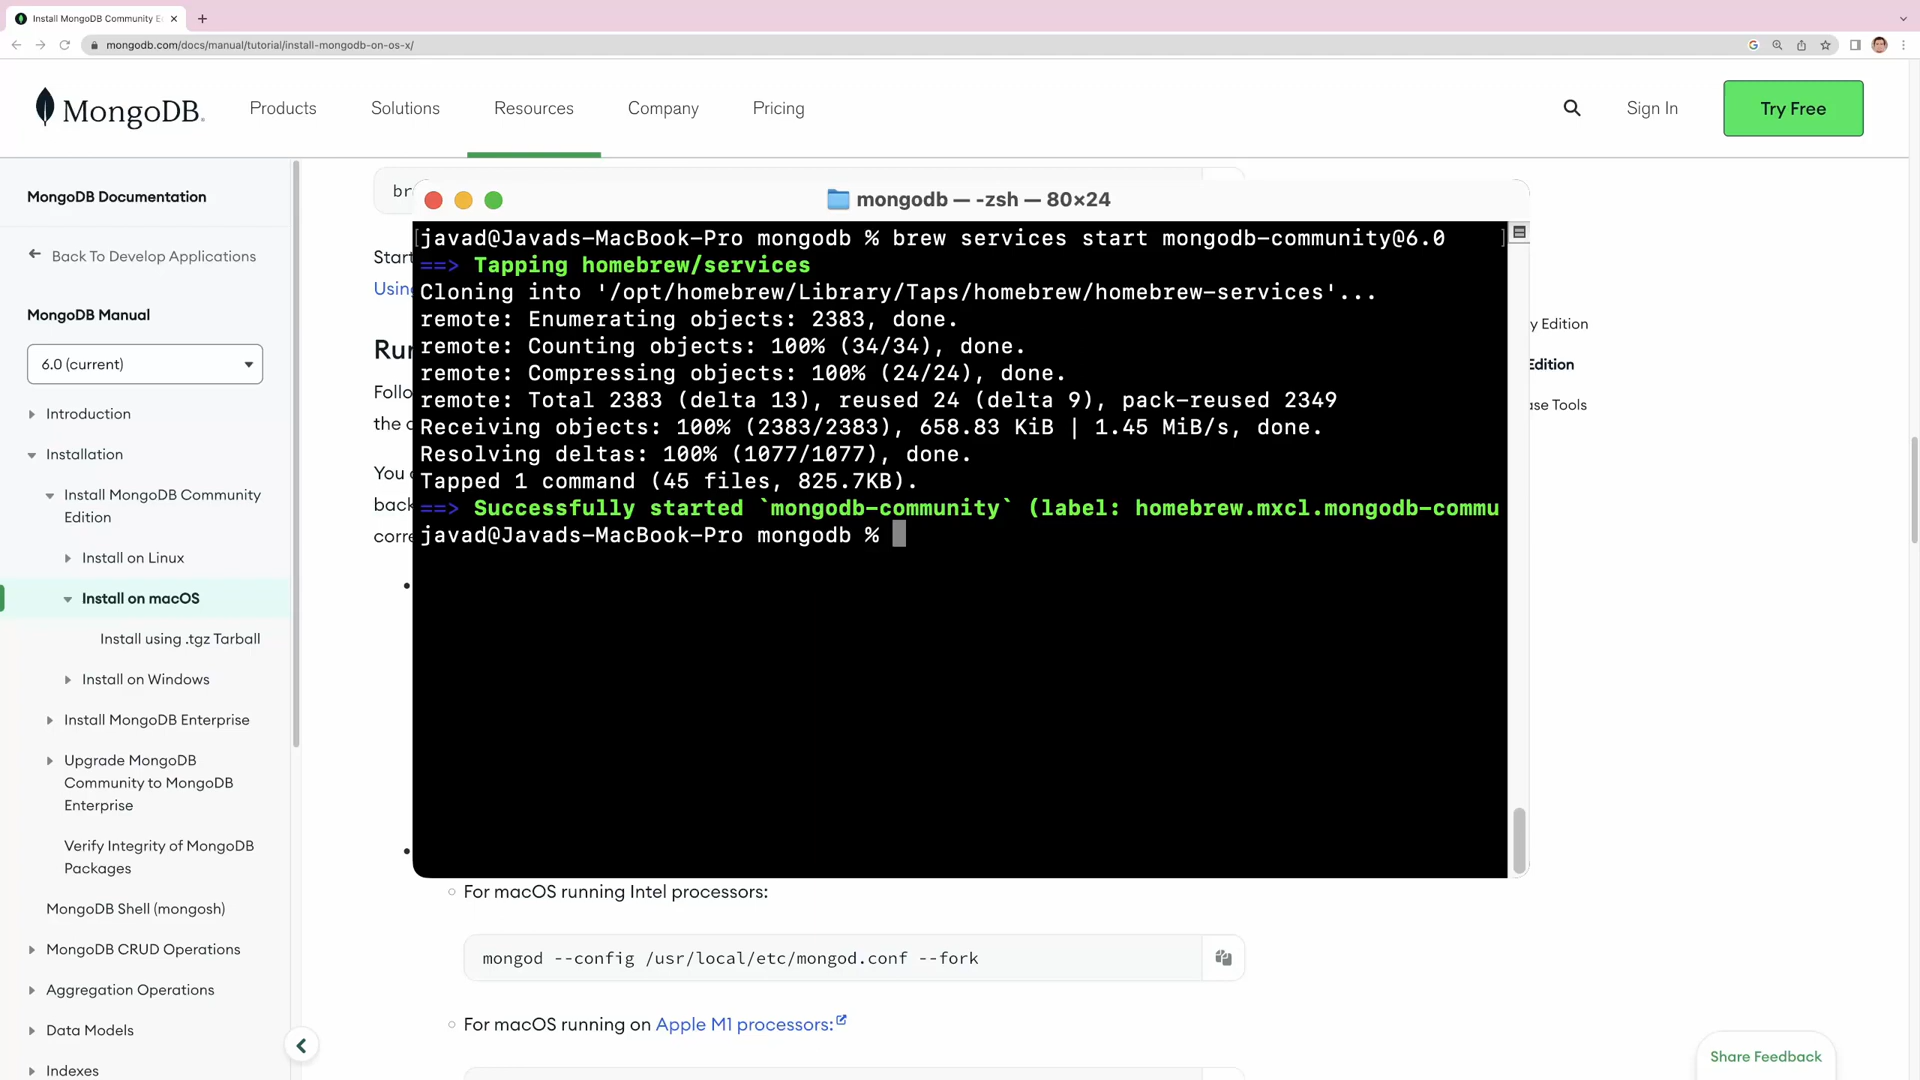 Install MongoDB Community E
mongodb.com/docs/manual/tutorial/install-mongodb-on-os-x/
MongoDB.
Products
Solutions
Resources
Company
Pricing
Sign In
Try Free
MongoDB Documentation
Back To Develop Applications
MongoDB Manual
6.0 (current)
Introduction
Installation
Install MongoDB Community
Edition
Install on Linux
Install on macOS
Install using .tgz Tarball
Install on Windows
Install MongoDB Enterprise
Upgrade MongoDB
Community to MongoDB
Enterprise
Verify Integrity of MongoDB
Packages
MongoDB Shell (mongosh)
MongoDB CRUD Operations
Aggregation Operations
Data Models
Indexes
br
Start
Using
Run
Follo
the c
You c
back
corre
mongodb — -zsh — 80×24
javad@Javads-MacBook-Pro mongodb % brew services start mongodb-community@6.0
==> Tapping homebrew/services
Cloning into '/opt/homebrew/Library/Taps/homebrew/homebrew-services'...
remote: Enumerating objects: 2383, done.
remote: Counting objects: 100% (34/34), done.
remote: Compressing objects: 100% (24/24), done.
remote: Total 2383 (delta 13), reused 24 (delta 9), pack-reused 2349
Receiving objects: 100% (2383/2383), 658.83 KiB | 1.45 MiB/s, done.
Resolving deltas: 100% (1077/1077), done.
Tapped 1 command (45 files, 825.7KB).
==> Successfully started `mongodb-community` (label: homebrew.mxcl.mongodb-commu
javad@Javads-MacBook-Pro mongodb %
y Edition
Edition
ase Tools
For macOS running Intel processors:
mongod --config /usr/local/etc/mongod.conf --fork
For macOS running on Apple M1 processors:
Share Feedback